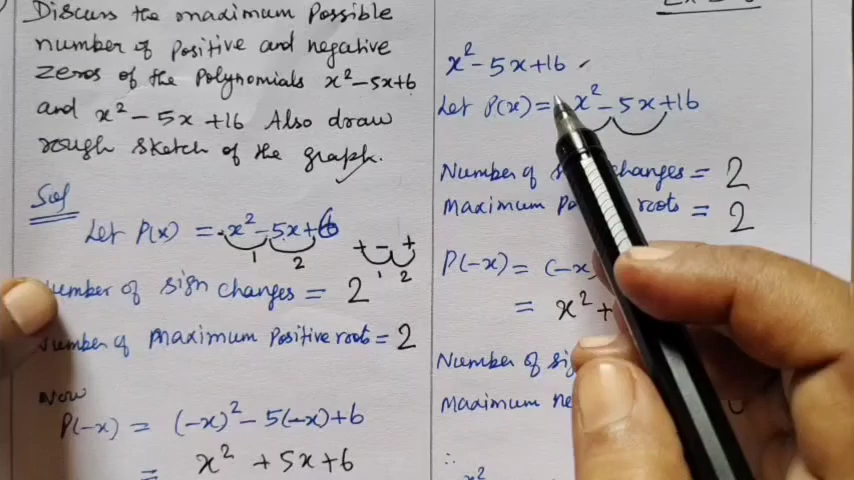 Discuss the maximum Possible
number of Positive and negative
Zeros of the Polynomials x² - 5x + 6
and x² - 5x + 16 Also draw
rough sketch of the graph.
Sol
Let P(x) = x² - 5x + 6
1 2
+ - +
1 2
Number of sign changes = 2
Number of maximum Positive root = 2
Now
P(-x) = (-x)² - 5(-x) + 6
= x² + 5x + 6
x² - 5x + 16
Let P(x) = x² - 5x + 16
Number of changes = 2
Maximum roots = 2
P(-x) = (-x)
= x² +
Number of
Maximum
∴
x²